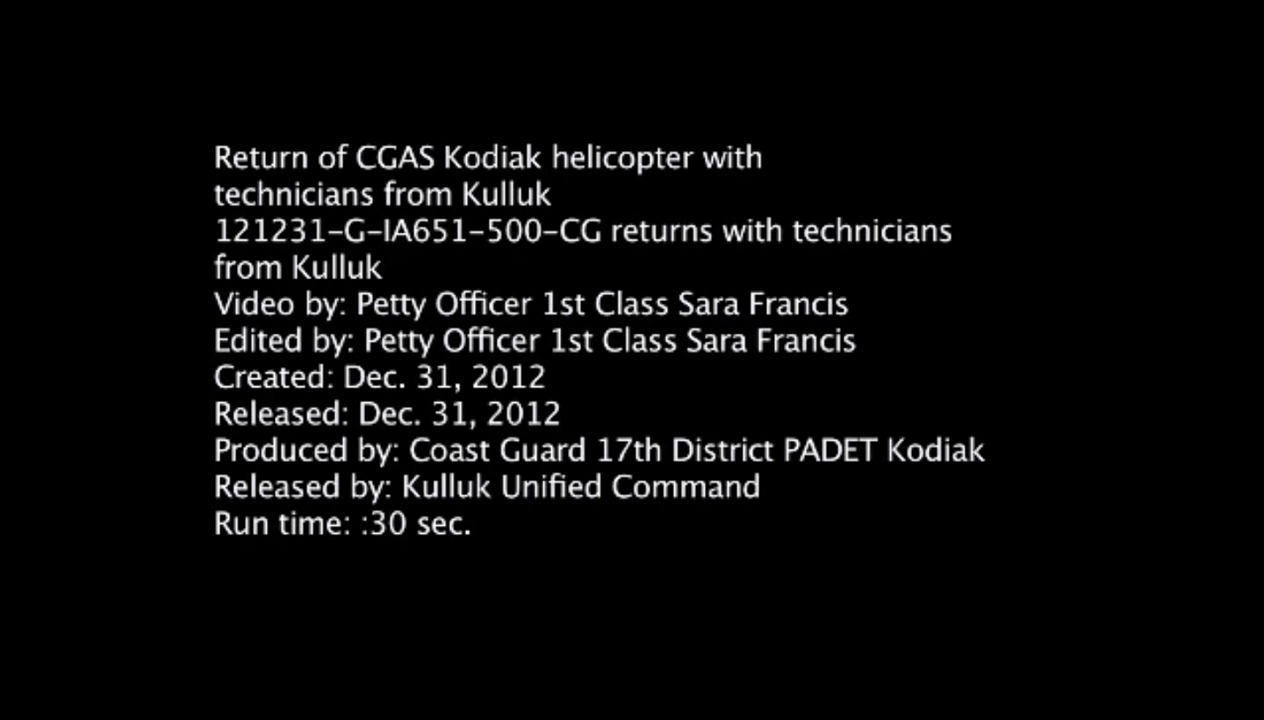 Return of CGAS Kodiak helicopter with
technicians from Kulluk
121231-G-IA651-500-CG returns with technicians
from Kulluk
Video by: Petty Officer 1st Class Sara Francis
Edited by: Petty Officer 1st Class Sara Francis
Created: Dec. 31, 2012
Released: Dec. 31, 2012
Produced by: Coast Guard 17th District PADET Kodiak
Released by: Kulluk Unified Command
Run time: :30 sec.